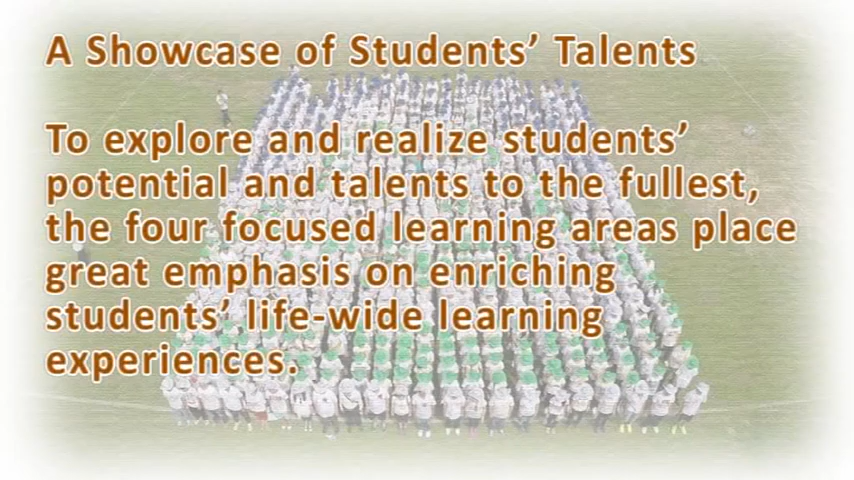 A Showcase of Students’ Talents
To explore and realize students’
potential and talents to the fullest,
the four focused learning areas place
great emphasis on enriching
students’ life-wide learning
experiences.